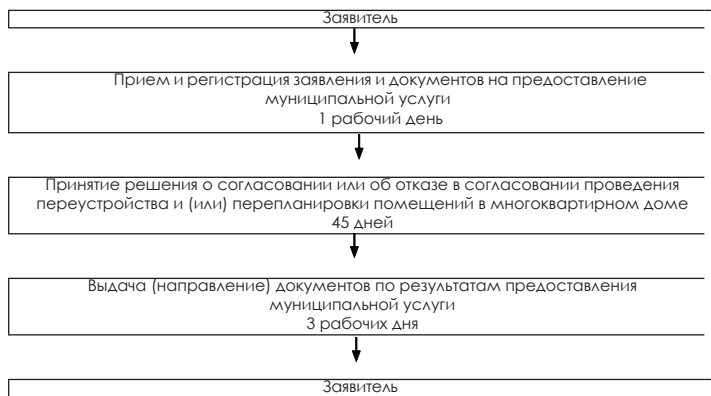 Заявитель
Прием и регистрация заявления и документов на предоставление
муниципальной услуги
1 рабочий день
Принятие решения о согласовании или об отказе в согласовании проведения
переустройства и (или) перепланировки помещений в многоквартирном доме
45 дней
Выдача (направление) документов по результатам предоставления
муниципальной услуги
3 рабочих дня
Заявитель